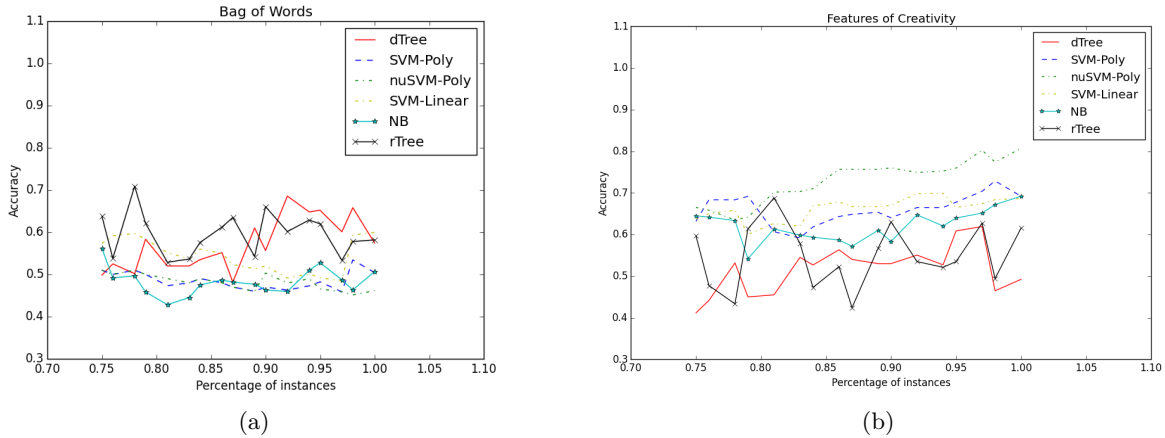 Bag of Words
1.1
1.0
0.9
0.8
0.7
0.6
0.5
0.4
0.3
Accuracy
dTree
SVM-Poly
nuSVM-Poly
SVM-Linear
NB
rTree
0.70 0.75 0.80 0.85 0.90 0.95 1.00 1.05 1.10
Percentage of instances
(a)
Features of Creativity
1.1
1.0
0.9
0.8
0.7
0.6
0.5
0.4
0.3
Accuracy
dTree
SVM-Poly
nuSVM-Poly
SVM-Linear
NB
rTree
0.70 0.75 0.80 0.85 0.90 0.95 1.00 1.05 1.10
Percentage of instances
(b)